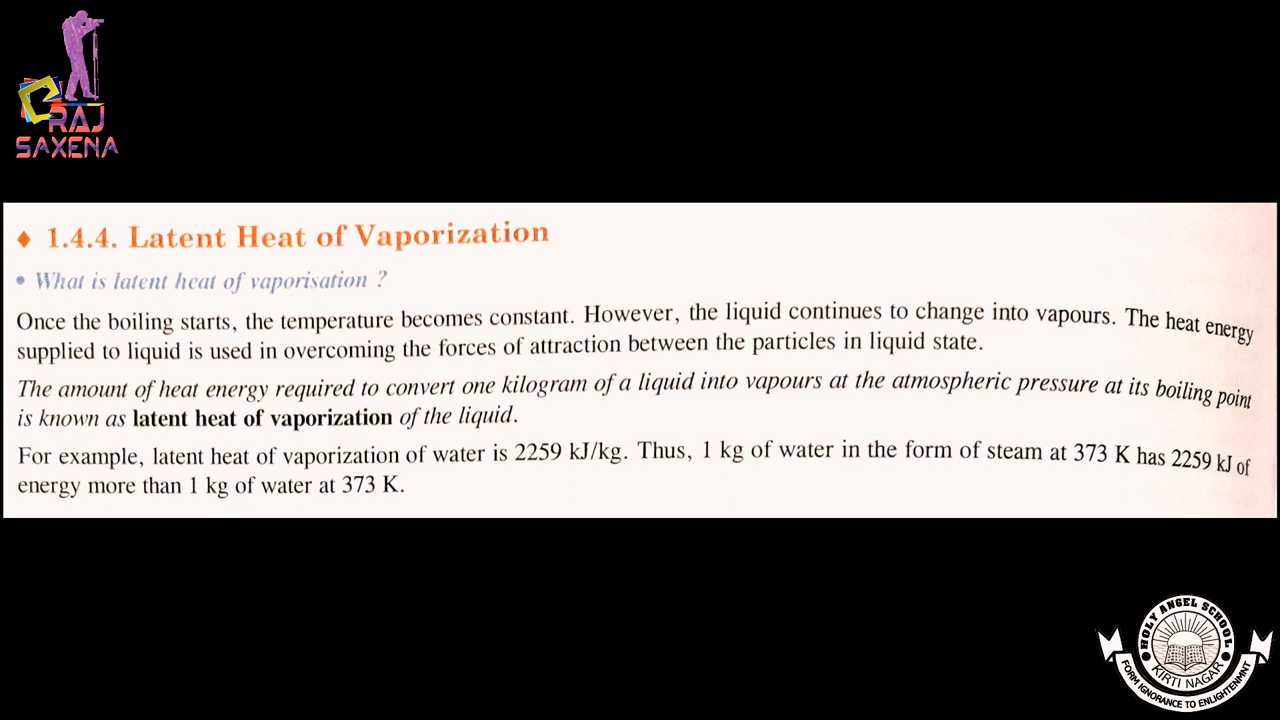 RAJ
SAXENA
♦ 1.4.4. Latent Heat of Vaporization
• What is latent heat of vaporisation ?
Once the boiling starts, the temperature becomes constant. However, the liquid continues to change into vapours. The heat energy
supplied to liquid is used in overcoming the forces of attraction between the particles in liquid state.
The amount of heat energy required to convert one kilogram of a liquid into vapours at the atmospheric pressure at its boiling point
is known as latent heat of vaporization of the liquid.
For example, latent heat of vaporization of water is 2259 kJ/kg. Thus, 1 kg of water in the form of steam at 373 K has 2259 kJ of
energy more than 1 kg of water at 373 K.
HOLY ANGEL SCHOOL
KIRTI NAGAR
FORM IGNORANCE TO ENLIGHTENMNT